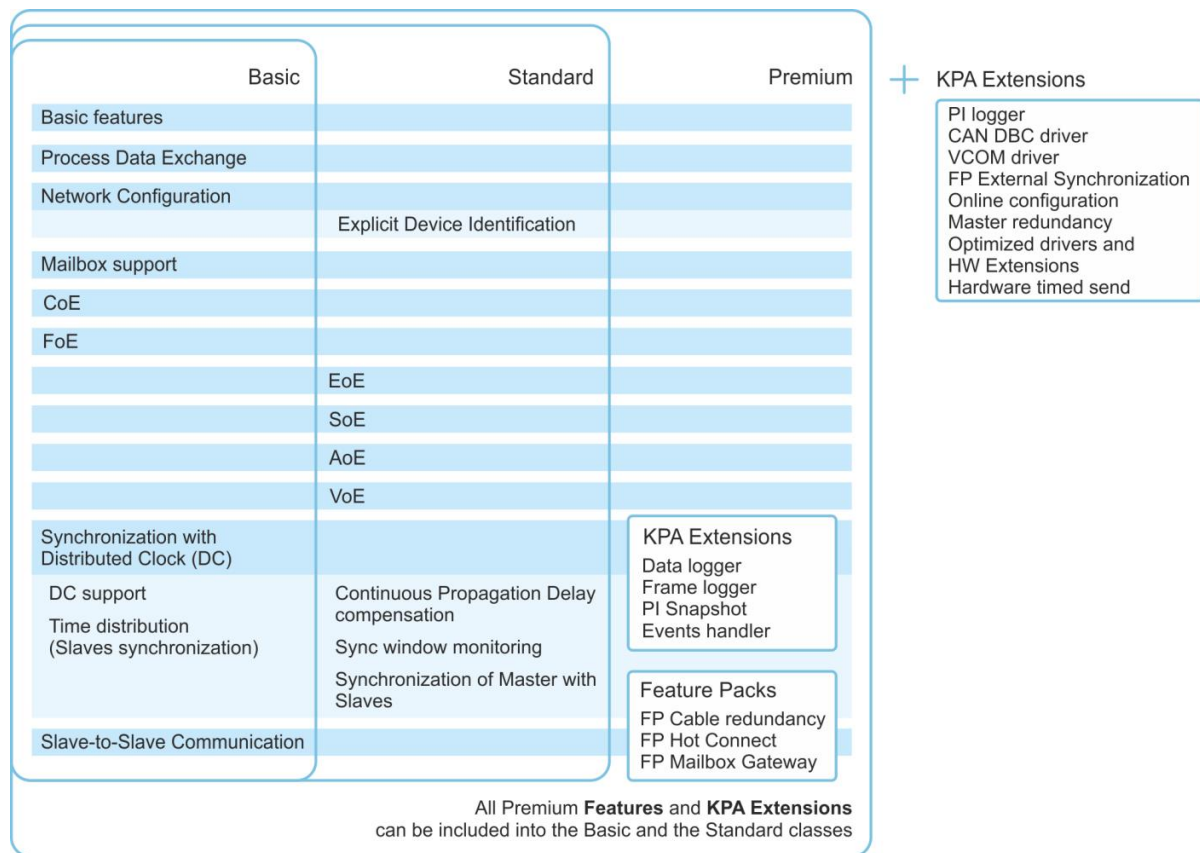 Basic
Standard
Premium
KPA Extensions
Basic features
Process Data Exchange
Network Configuration
Explicit Device Identification
Mailbox support
CoE
FoE
EoE
SoE
AoE
VoE
Synchronization with
Distributed Clock (DC)
DC support
Time distribution
(Slaves synchronization)
Continuous Propagation Delay
compensation
Sync window monitoring
Synchronization of Master with
Slaves
Slave-to-Slave Communication
KPA Extensions
Data logger
Frame logger
PI Snapshot
Events handler
Feature Packs
FP Cable redundancy
FP Hot Connect
FP Mailbox Gateway
All Premium Features and KPA Extensions
can be included into the Basic and the Standard classes
PI logger
CAN DBC driver
VCOM driver
FP External Synchronization
Online configuration
Master redundancy
Optimized drivers and
HW Extensions
Hardware timed send